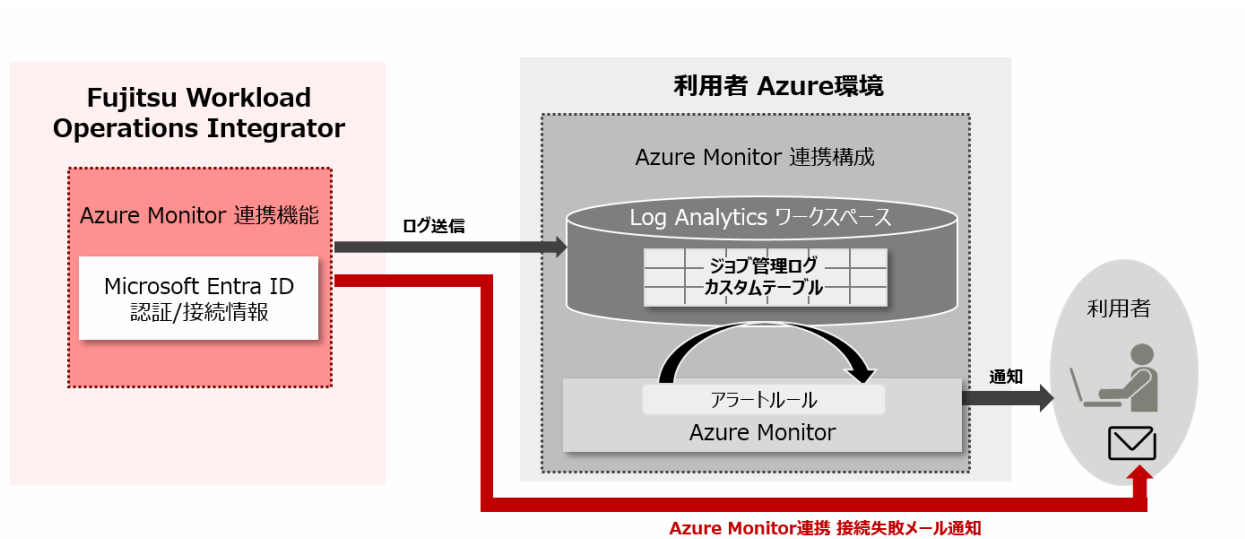 Fujitsu Workload
Operations Integrator
Azure Monitor 連携機能
Microsoft Entra ID
認証/接続情報
ログ送信
利用者 Azure環境
Azure Monitor 連携構成
Log Analytics ワークスペース
ジョブ管理ログ
カスタムテーブル
アラートルール
Azure Monitor
通知
利用者
Azure Monitor連携 接続失敗メール通知